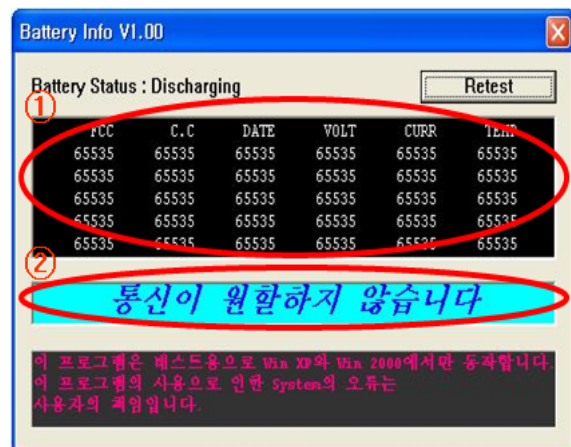 Battery Info V1.00
Battery Status : Discharging
Retest
①
FCC C.C DATE VOLT CURR TEMP
65535 65535 65535 65535 65535 65535
65535 65535 65535 65535 65535 65535
65535 65535 65535 65535 65535 65535
65535 65535 65535 65535 65535 65535
65535 65535 65535 65535 65535 65535
②
통신이 원할하지 않습니다
이 프로그램은 테스트용으로 Win XP와 Win 2000에서만 동작합니다.
이 프로그램의 사용으로 인한 System의 오류는
사용자의 책임입니다.